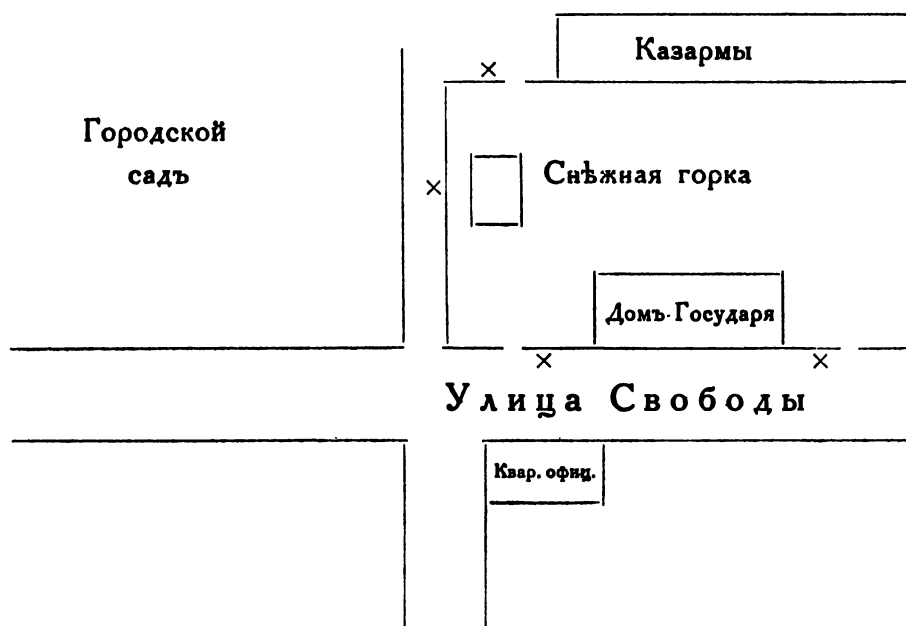 Казармы
Городской
садъ
Снѣжная горка
Домъ Государя
Улица Свободы
Квар. офиц.